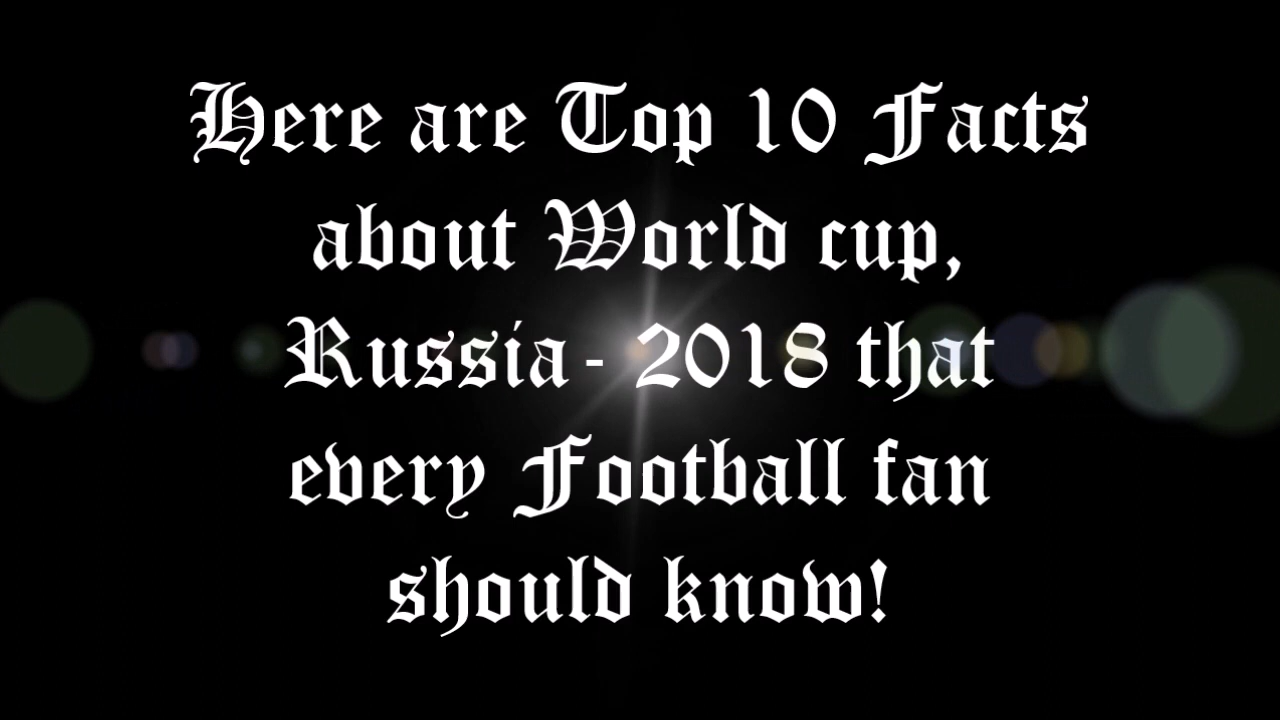 Here are Top 10 Facts
about World cup,
Russia- 2018 that
every Football fan
should know!